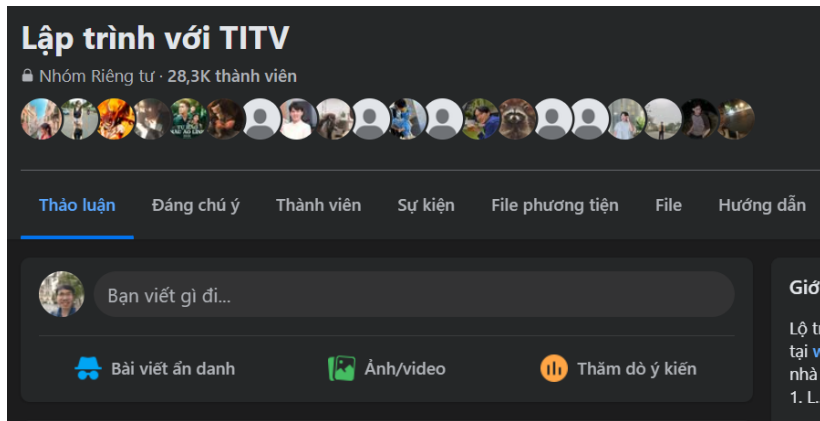 Lập trình với TITV
Nhóm Riêng tư · 28,3K thành viên
Thảo luận
Đáng chú ý
Thành viên
Sự kiện
File phương tiện
File
Hướng dẫn
Bạn viết gì đi...
Bài viết ẩn danh
Ảnh/video
Thăm dò ý kiến
Giớ
Lộ t
tại
nhà
1. L.